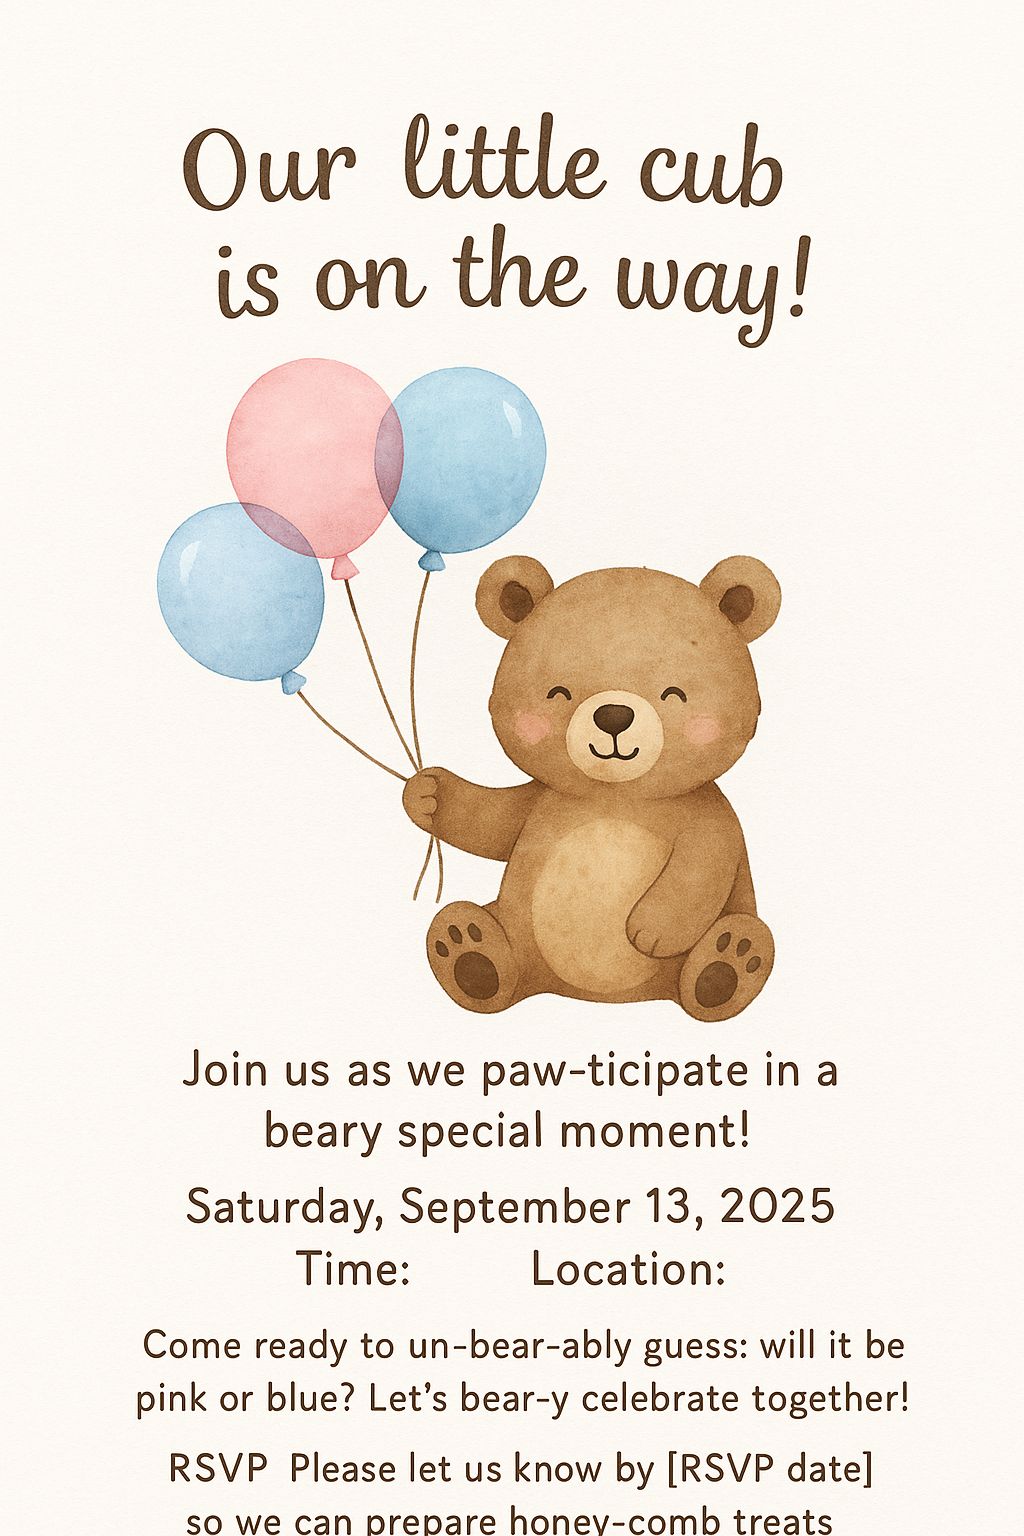 Our little cub
is on the way!
Join us as we paw-ticipate in a
beary special moment!
Saturday, September 13, 2025
Time: Location:
Come ready to un-bear-ably guess: will it be
pink or blue? Let's bear-y celebrate together!
RSVP Please let us know by [RSVP date]
so we can prepare honey-comb treats